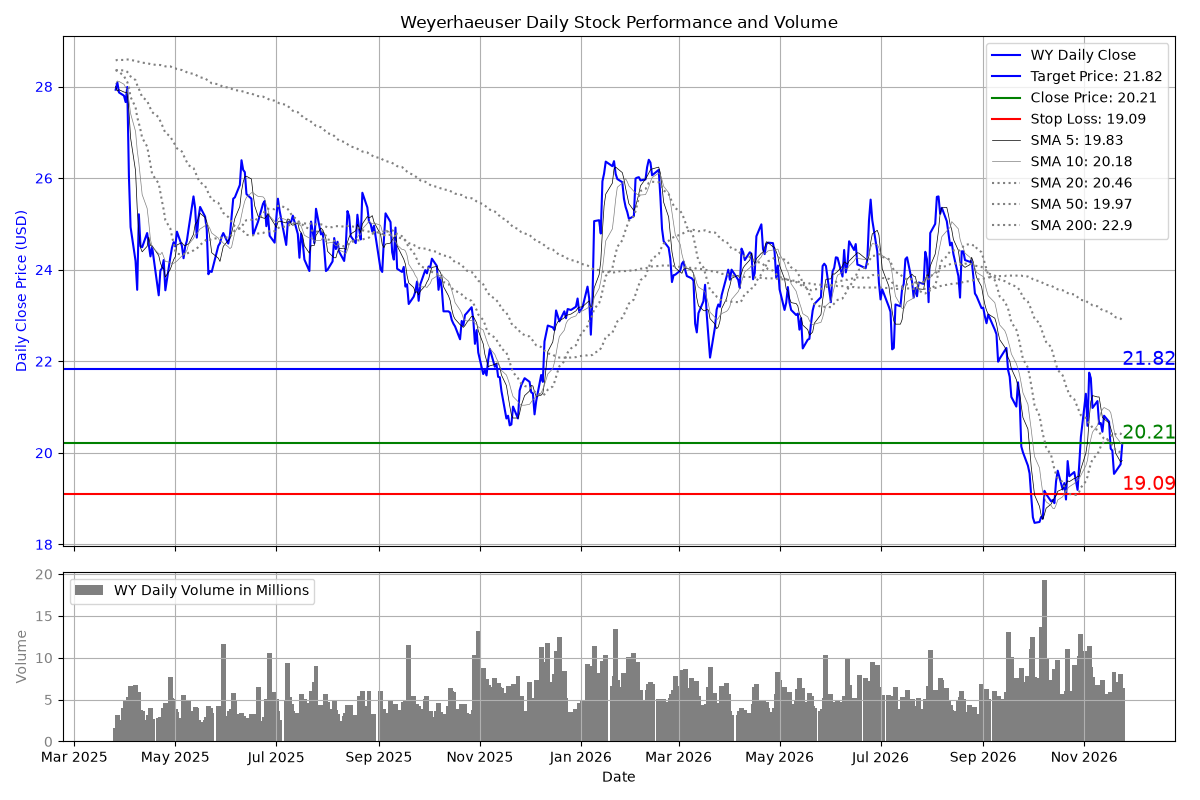 Weyerhaeuser Daily Stock Performance and Volume
Daily Close Price (USD)
28
26
24
22
20
18
WY Daily Close
Target Price: 21.82
Close Price: 20.21
Stop Loss: 19.09
SMA 5: 19.83
SMA 10: 20.18
SMA 20: 20.46
SMA 50: 19.97
SMA 200: 22.9
21.82
20.21
19.09
Volume
20
15
10
5
0
WY Daily Volume in Millions
Mar 2025 May 2025 Jul 2025 Sep 2025 Nov 2025 Jan 2026 Mar 2026 May 2026 Jul 2026 Sep 2026 Nov 2026
Date